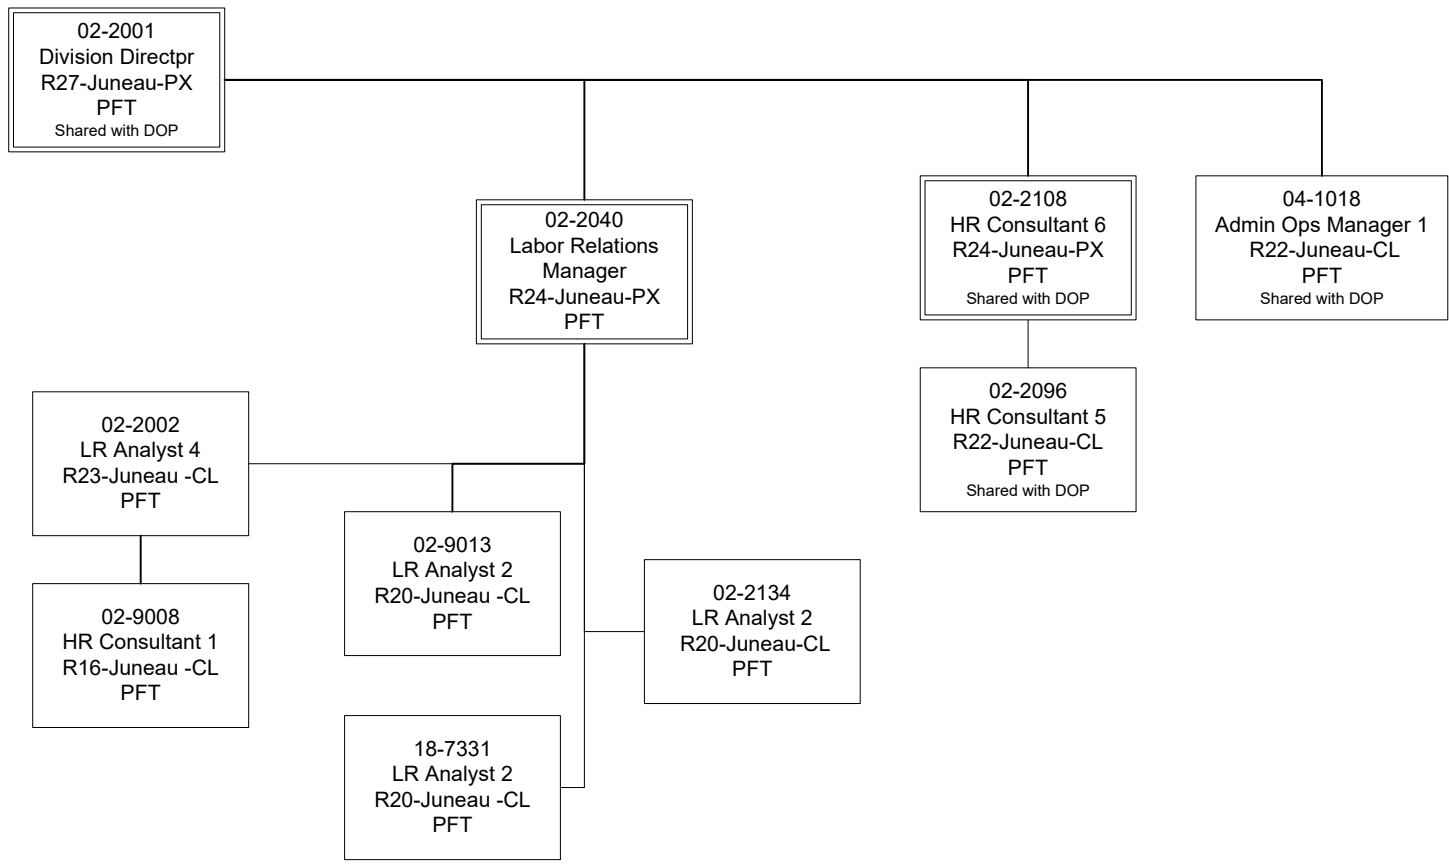 02-2001
Division Directpr
R27-Juneau-PX
PFT
Shared with DOP
02-2040
Labor Relations
Manager
R24-Juneau-PX
PFT
02-2108
HR Consultant 6
R24-Juneau-PX
PFT
Shared with DOP
04-1018
Admin Ops Manager 1
R22-Juneau-CL
PFT
Shared with DOP
02-2096
HR Consultant 5
R22-Juneau-CL
PFT
Shared with DOP
02-2002
LR Analyst 4
R23-Juneau -CL
PFT
02-9008
HR Consultant 1
R16-Juneau -CL
PFT
02-9013
LR Analyst 2
R20-Juneau -CL
PFT
02-2134
LR Analyst 2
R20-Juneau-CL
PFT
18-7331
LR Analyst 2
R20-Juneau -CL
PFT